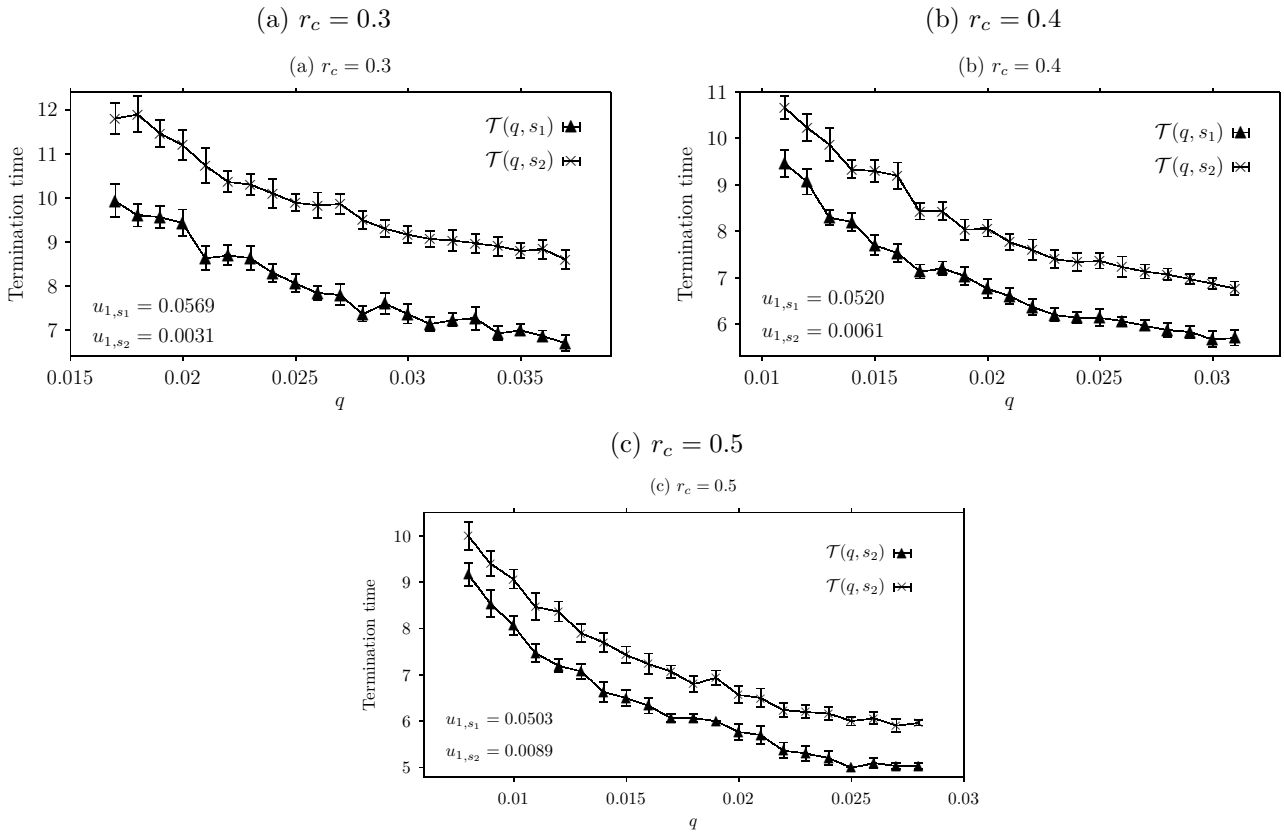 (a) r_c = 0.3
(a) r_c = 0.3
12
11
10
9
8
7
Termination time
𝒯(q, s_1)
𝒯(q, s_2)
u_{1,s_1} = 0.0569
u_{1,s_2} = 0.0031
0.015 0.02 0.025 0.03 0.035
q
(b) r_c = 0.4
(b) r_c = 0.4
11
10
9
8
7
6
Termination time
𝒯(q, s_1)
𝒯(q, s_2)
u_{1,s_1} = 0.0520
u_{1,s_2} = 0.0061
0.01 0.015 0.02 0.025 0.03
q
(c) r_c = 0.5
(c) r_c = 0.5
10
9
8
7
6
5
Termination time
𝒯(q, s_2)
𝒯(q, s_2)
u_{1,s_1} = 0.0503
u_{1,s_2} = 0.0089
0.01 0.015 0.02 0.025 0.03
q